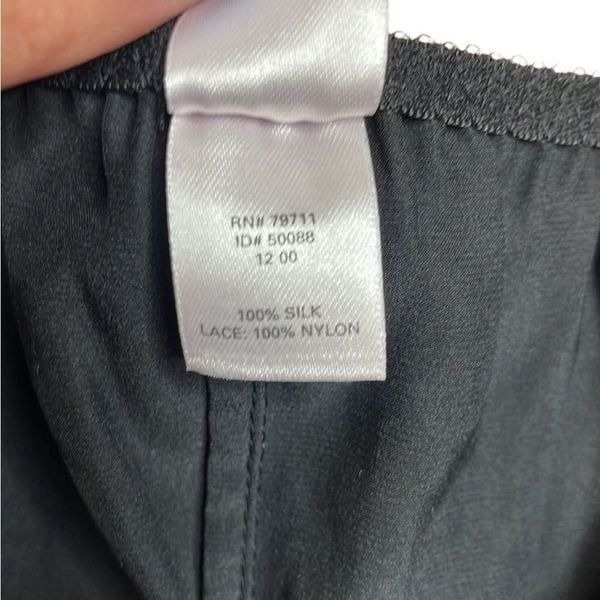 RN# 79711
ID# 50088
12 00
100% SILK
LACE: 100% NYLON